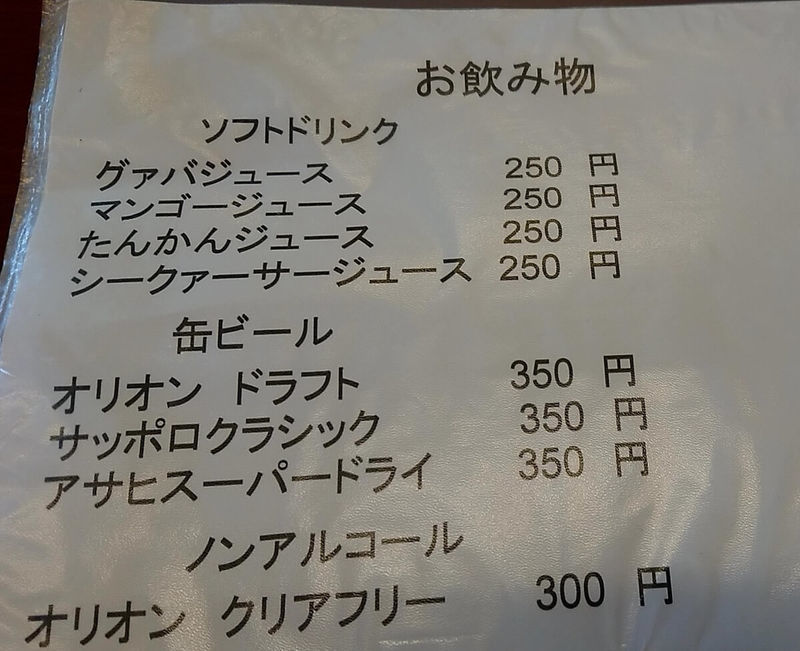 お飲み物
ソフトドリンク
グァバジュース 250 円
マンゴージュース 250 円
たんかんジュース 250 円
シークァーサージュース 250 円
缶ビール
オリオン ドラフト 350 円
サッポロクラシック 350 円
アサヒスーパードライ 350 円
ノンアルコール
オリオン クリアフリー 300 円